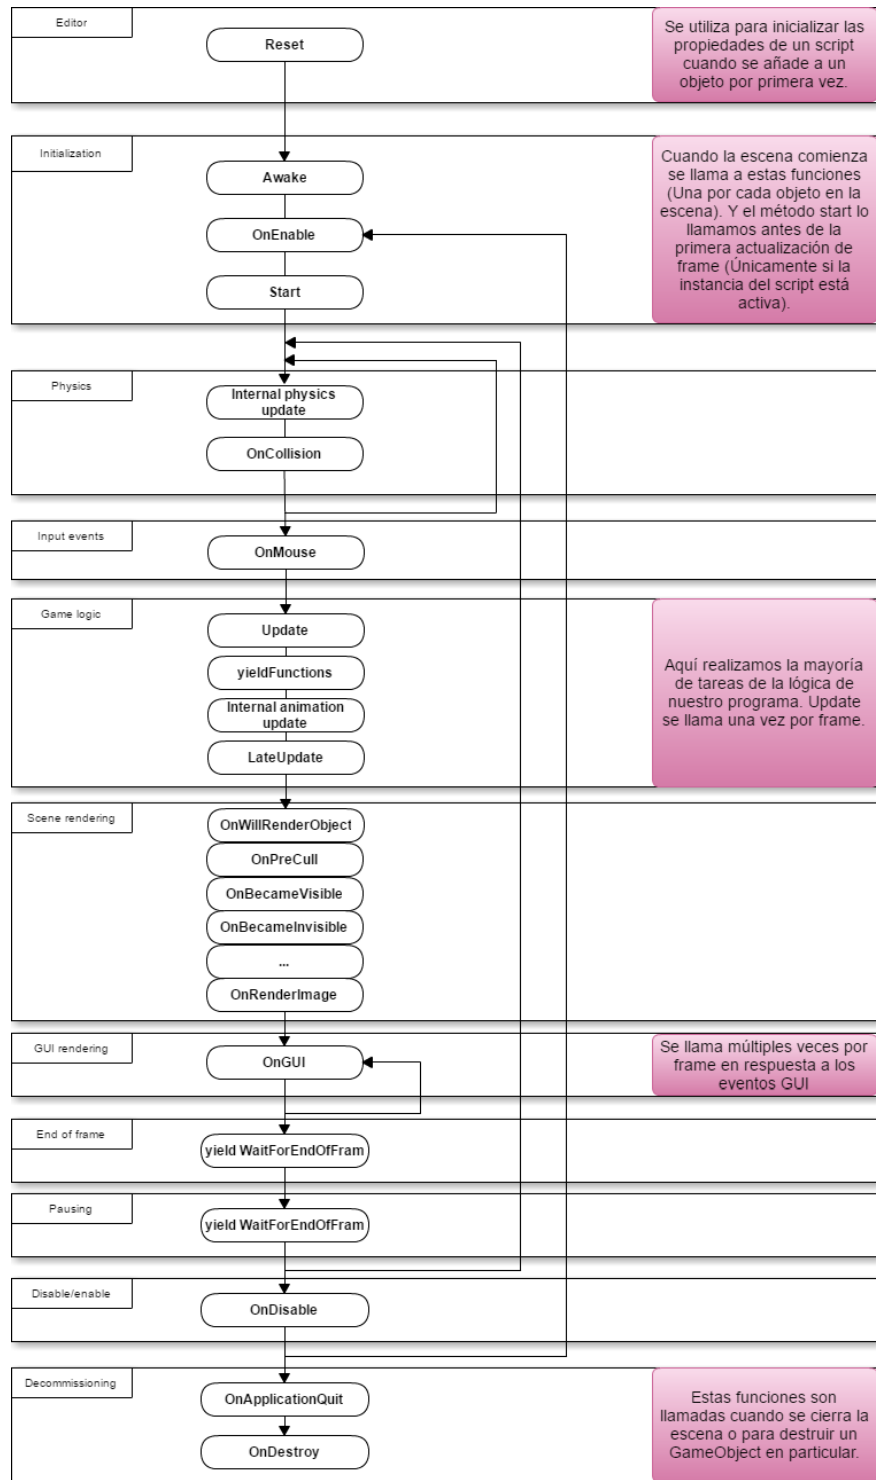 Editor
Reset
Se utiliza para inicializar las
propiedades de un script
cuando se añade a un
objeto por primera vez.
Initialization
Awake
OnEnable
Start
Cuando la escena comienza
se llama a estas funciones
(Una por cada objeto en la
escena). Y el método start lo
llamamos antes de la
primera actualización de
frame (Únicamente si la
instancia del script está
activa).
Physics
Internal physics
update
OnCollision
Input events
OnMouse
Game logic
Update
yieldFunctions
Internal animation
update
LateUpdate
Aquí realizamos la mayoría
de tareas de la lógica de
nuestro programa. Update
se llama una vez por frame.
Scene rendering
OnWillRenderObject
OnPreCull
OnBecameVisible
OnBecameInvisible
...
OnRenderImage
GUI rendering
OnGUI
Se llama múltiples veces por
frame en respuesta a los
eventos GUI
End of frame
yield WaitForEndOfFram
Pausing
yield WaitForEndOfFram
Disable/enable
OnDisable
Decommissioning
OnApplicationQuit
OnDestroy
Estas funciones son
llamadas cuando se cierra la
escena o para destruir un
GameObject en particular.